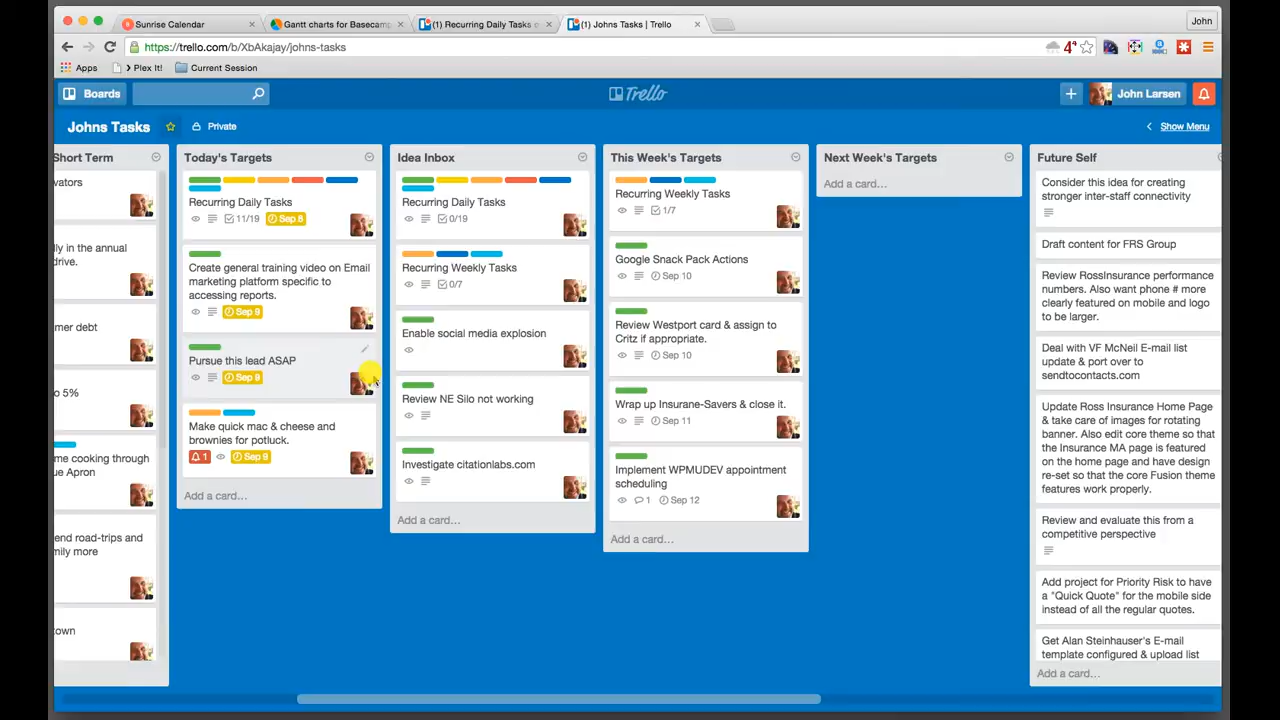 Sunrise Calendar
Gantt charts for Basecamp
(1) Recurring Daily Tasks o
(1) Johns Tasks | Trello
John
https://trello.com/b/XbAkajay/johns-tasks
4°
Apps
> Plex It!
Current Session
Boards
Trello
John Larsen
Johns Tasks
Private
Show Menu
Short Term
vators
lly in the annual
drive.
mer debt
o 5%
me cooking through
ue Apron
end road-trips and
mily more
town
Today's Targets
Recurring Daily Tasks
11/19
Sep 8
Create general training video on Email
marketing platform specific to
accessing reports.
Sep 9
Pursue this lead ASAP
Sep 9
Make quick mac & cheese and
brownies for potluck.
1
Sep 9
Add a card…
Idea Inbox
Recurring Daily Tasks
0/19
Recurring Weekly Tasks
0/7
Enable social media explosion
Review NE Silo not working
Investigate citationlabs.com
Add a card…
This Week's Targets
Recurring Weekly Tasks
1/7
Google Snack Pack Actions
Sep 10
Review Westport card & assign to
Critz if appropriate.
Sep 10
Wrap up Insurane-Savers & close it.
Sep 11
Implement WPMUDEV appointment
scheduling
1
Sep 12
Add a card…
Next Week's Targets
Add a card…
Future Self
Consider this idea for creating
stronger inter-staff connectivity
Draft content for FRS Group
Review RossInsurance performance
numbers. Also want phone # more
clearly featured on mobile and logo
to be larger.
Deal with VF McNeil E-mail list
update & port over to
sendtocontacts.com
Update Ross Insurance Home Page
& take care of images for rotating
banner. Also edit core theme so that
the Insurance MA page is featured
on the home page and have design
re-set so that the core Fusion theme
features work properly.
Review and evaluate this from a
competitive perspective
Add project for Priority Risk to have
a "Quick Quote" for the mobile side
instead of all the regular quotes.
Get Alan Steinhauser's E-mail
template configured & upload list
Add a card…